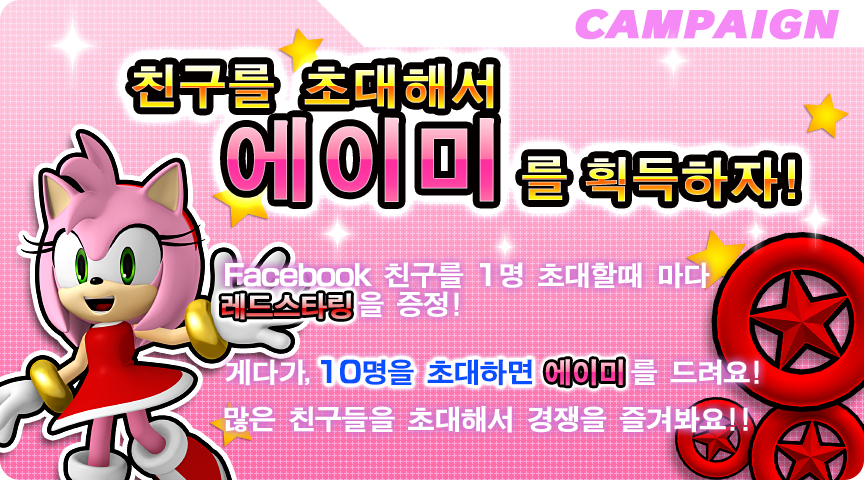 CAMPAIGN
친구를 초대해서
에이미를 획득하자!
Facebook 친구를 1명 초대할때 마다
레드스타링을 증정!
게다가, 10명을 초대하면 에이미를 드려요!
많은 친구들을 초대해서 경쟁을 즐겨봐요!!